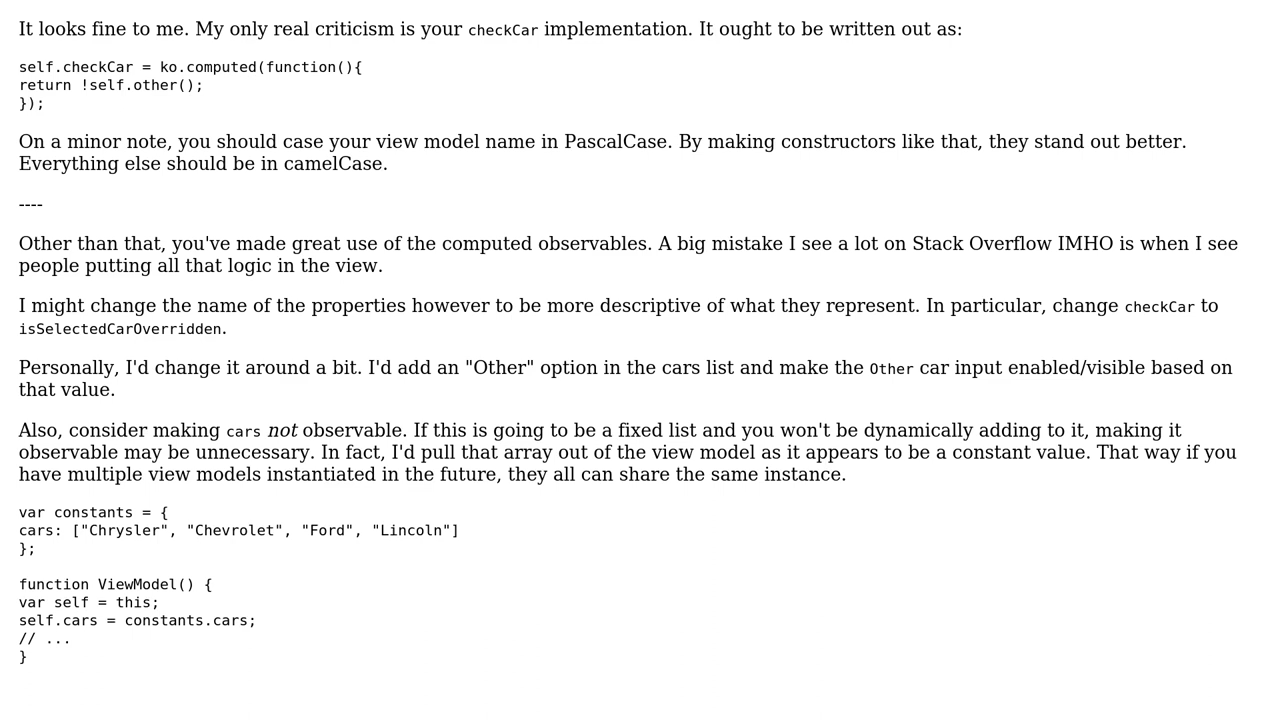 It looks fine to me. My only real criticism is your checkCar implementation. It ought to be written out as:
self.checkCar = ko.computed(function(){
return !self.other();
});
On a minor note, you should case your view model name in PascalCase. By making constructors like that, they stand out better.
Everything else should be in camelCase.
----
Other than that, you've made great use of the computed observables. A big mistake I see a lot on Stack Overflow IMHO is when I see
people putting all that logic in the view.
I might change the name of the properties however to be more descriptive of what they represent. In particular, change checkCar to
isSelectedCarOverridden.
Personally, I'd change it around a bit. I'd add an "Other" option in the cars list and make the Other car input enabled/visible based on
that value.
Also, consider making cars not observable. If this is going to be a fixed list and you won't be dynamically adding to it, making it
observable may be unnecessary. In fact, I'd pull that array out of the view model as it appears to be a constant value. That way if you
have multiple view models instantiated in the future, they all can share the same instance.
var constants = {
cars: ["Chrysler", "Chevrolet", "Ford", "Lincoln"]
};
function ViewModel() {
var self = this;
self.cars = constants.cars;
// ...
}